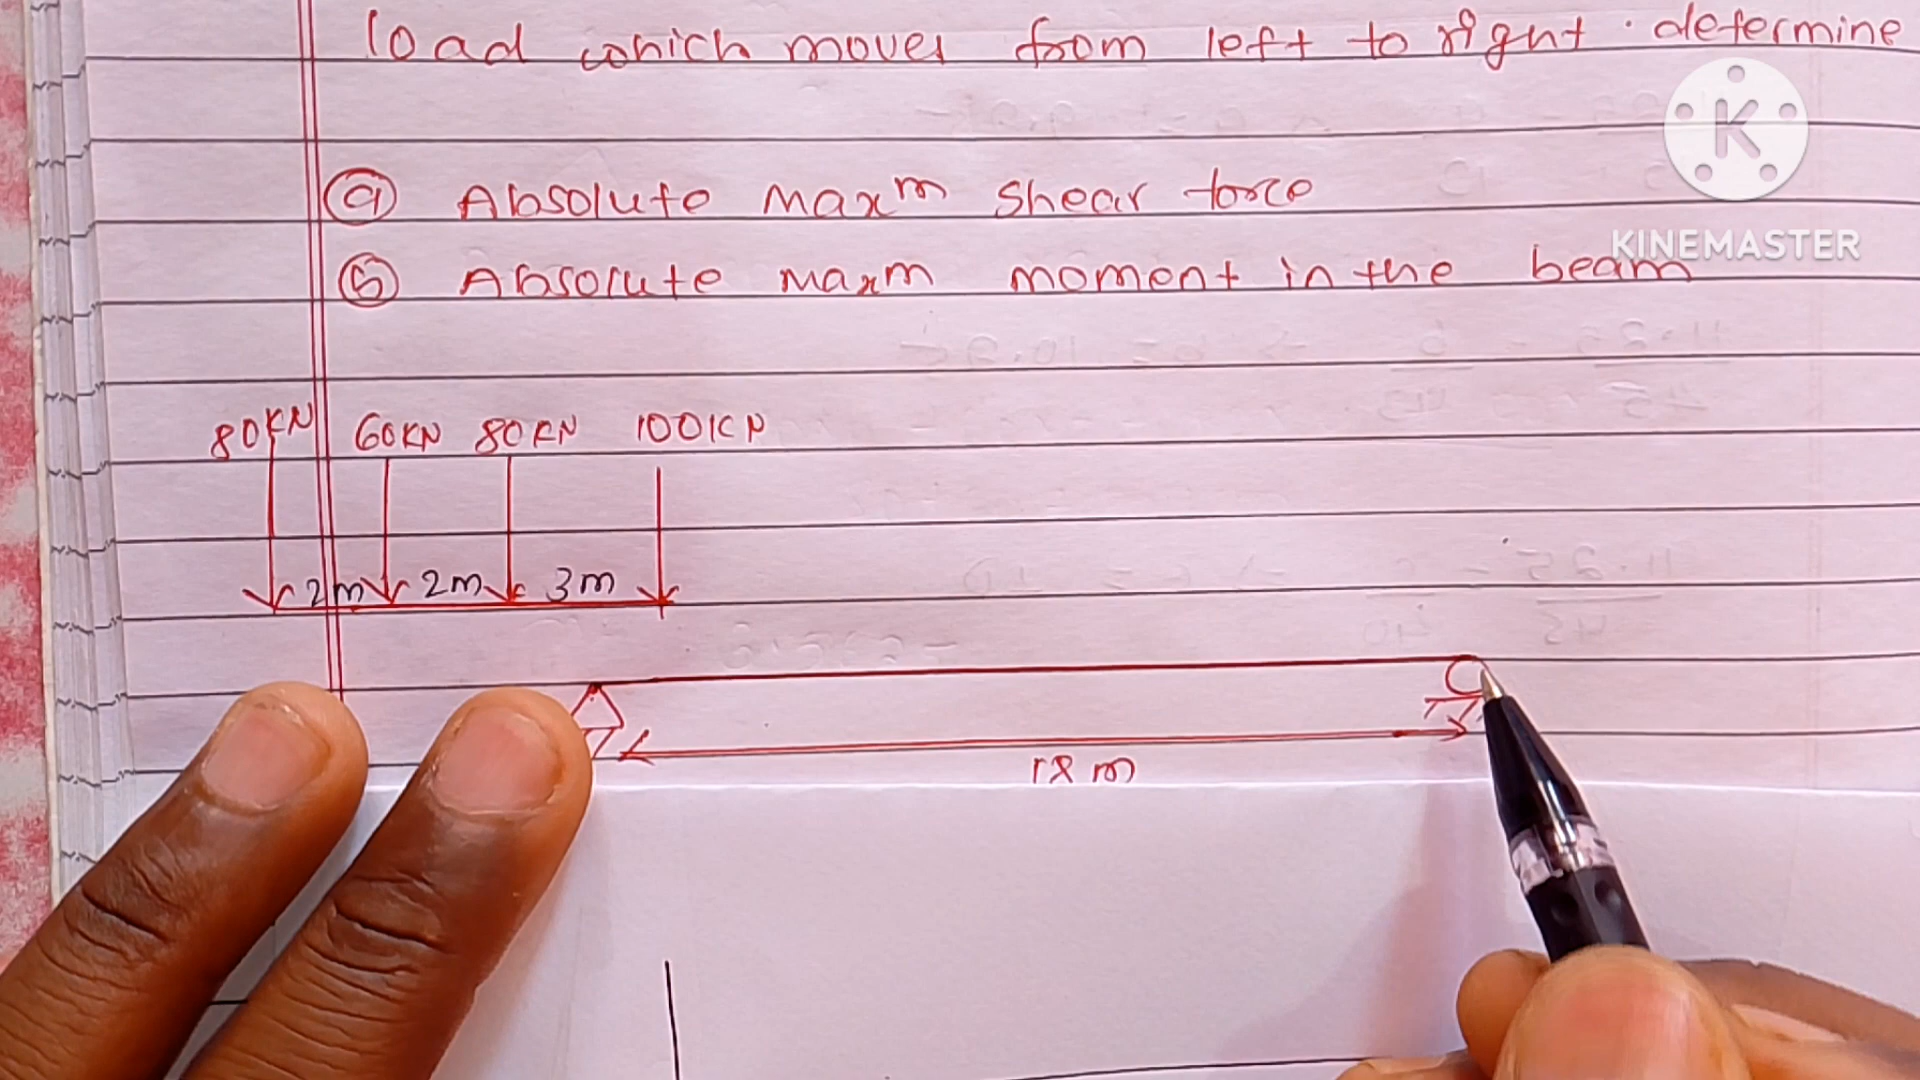 load which moves from left to right . determine
K
(a) Absolute maxm shear force
KINEMASTER
(b) Absolute maxm moment in the beam
80KN 60KN 80KN 100KN
2m 2m 3m
18 m